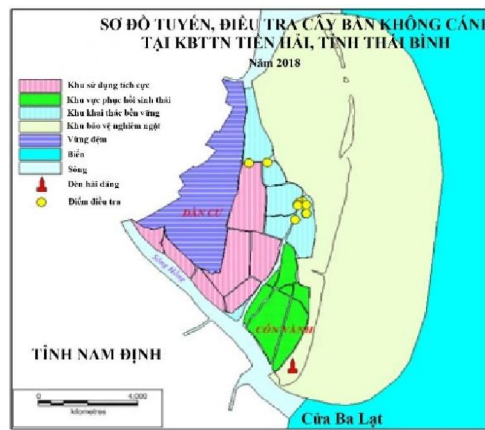 SƠ ĐỒ TUYẾN, ĐIỀU TRA CÂY BẦN KHÔNG CÁNH
TẠI KBTTN TIỀN HẢI, TỈNH THÁI BÌNH
Năm 2018
Khu sử dụng tích cực
Khu vực phục hồi sinh thái
Khu khai thác bền vững
Khu bảo vệ nghiêm ngặt
Vùng đệm
Biển
Sông
Đèn hải đăng
Điểm điều tra
DÂN CƯ
Sông Hồng
CỒN VÀNH
TỈNH NAM ĐỊNH
0
4,000
kilometres
Cửa Ba Lạt